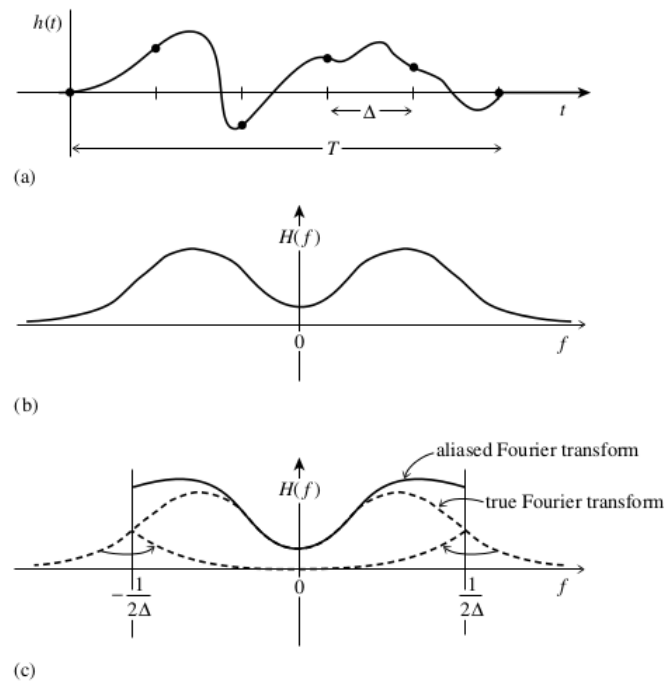 h(t)
Δ
t
T
(a)
H(f)
0
f
(b)
aliased Fourier transform
H(f)
true Fourier transform
f
-1/2Δ
0
1/2Δ
(c)